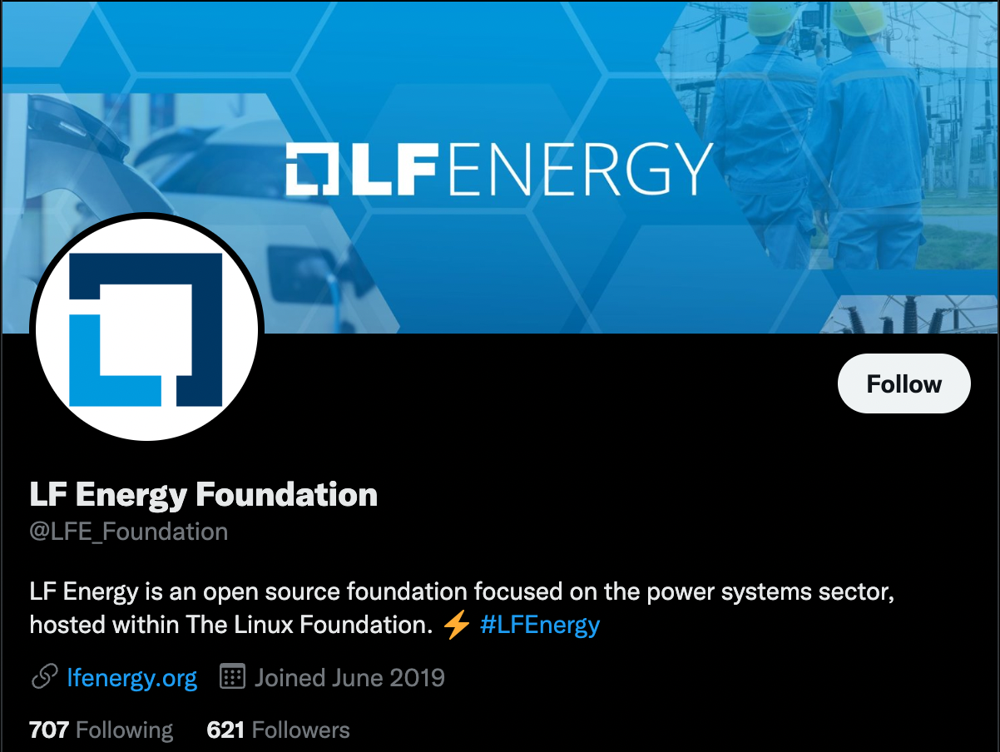 LFENERGY
Follow
LF Energy Foundation
@LFE_Foundation
LF Energy is an open source foundation focused on the power systems sector,
hosted within The Linux Foundation. ⚡ #LFEnergy
lfenergy.org Joined June 2019
707 Following 621 Followers